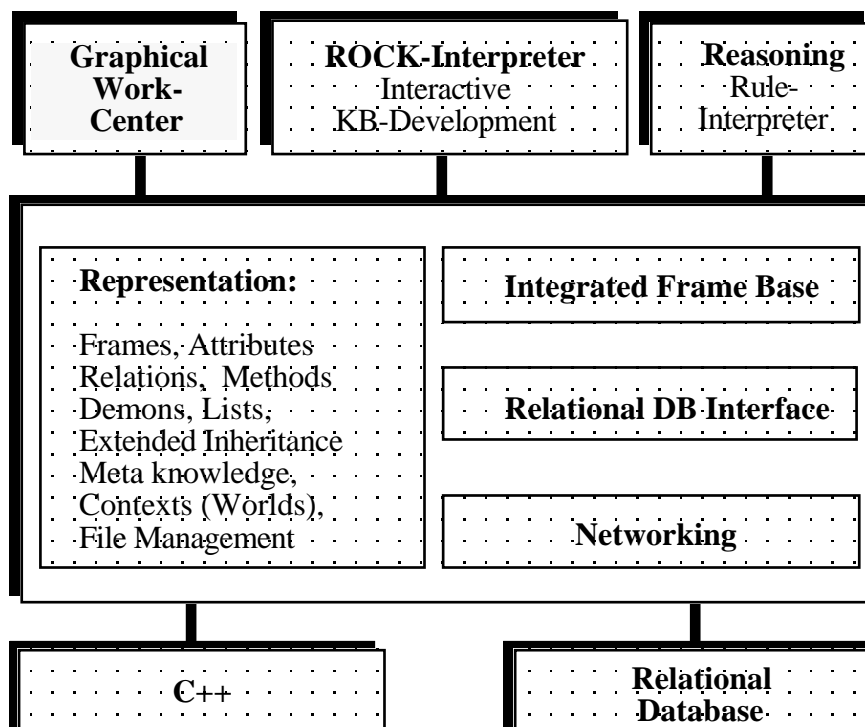 Graphical
Work-
Center
ROCK-Interpreter
Interactive
KB-Development
Reasoning
Rule-
Interpreter
Representation:
Frames, Attributes
Relations, Methods
Demons, Lists,
Extended Inheritance
Meta knowledge,
Contexts (Worlds),
File Management
Integrated Frame Base
Relational DB Interface
Networking
C++
Relational
Database